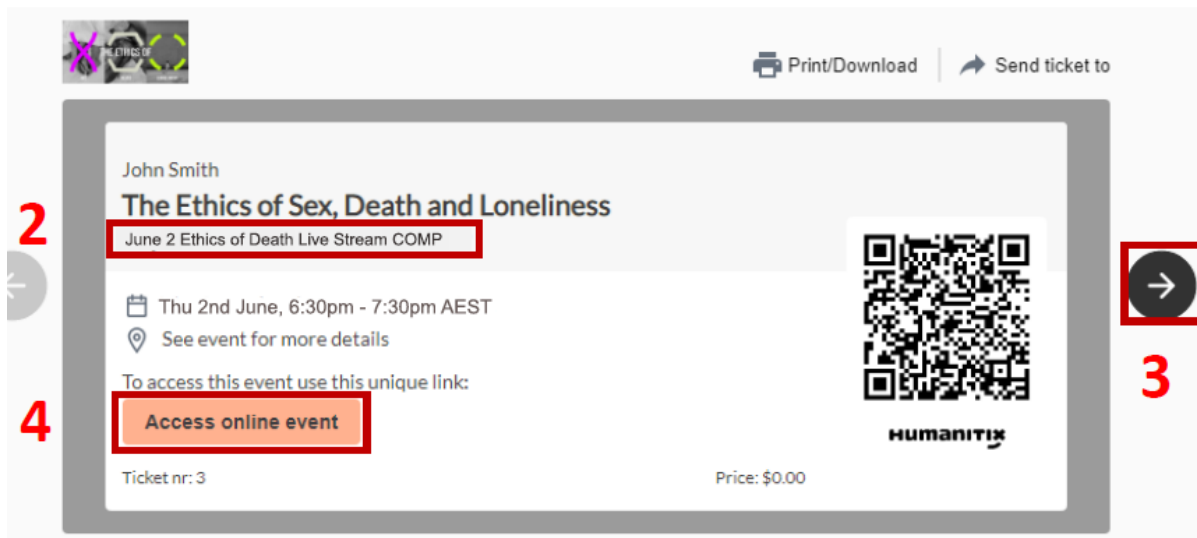 THE ETHICS OF
Print/Download
Send ticket to
John Smith
The Ethics of Sex, Death and Loneliness
2
June 2 Ethics of Death Live Stream COMP
Thu 2nd June, 6:30pm - 7:30pm AEST
See event for more details
3
To access this event use this unique link:
4
Access online event
HUMANITIX
Ticket nr: 3
Price: $0.00